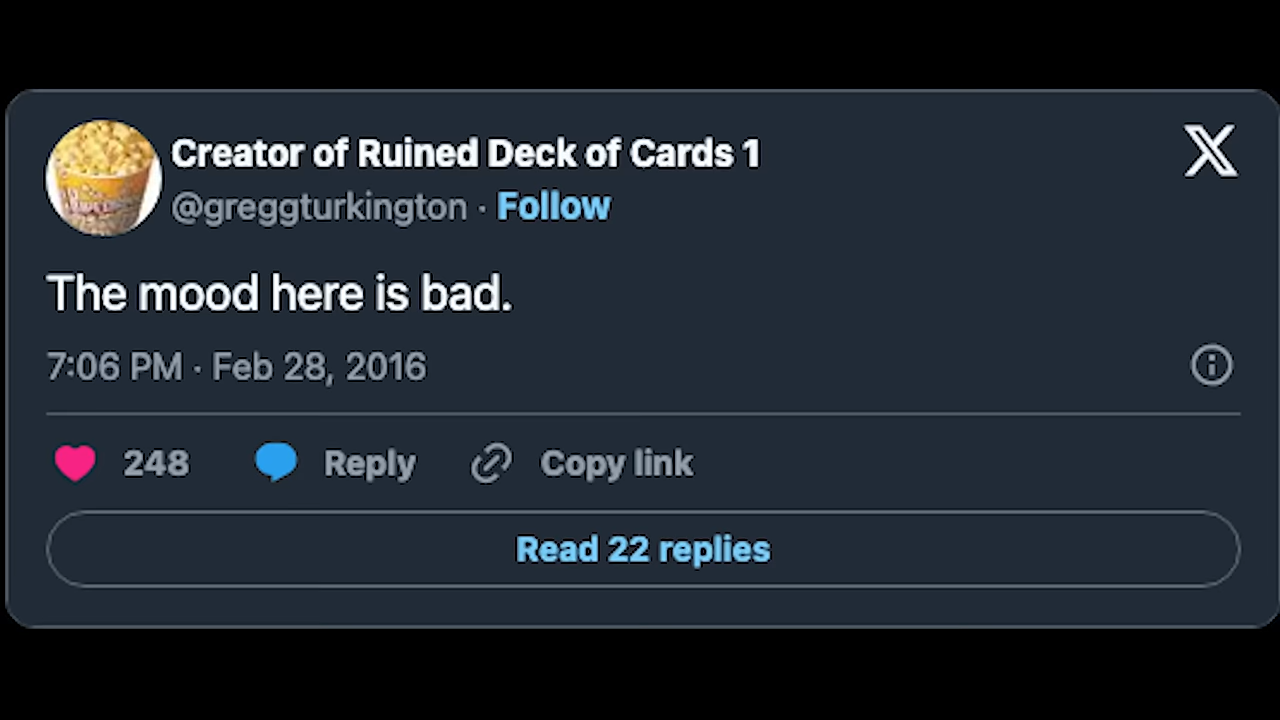 Creator of Ruined Deck of Cards 1
@greggturkington · Follow
The mood here is bad.
7:06 PM · Feb 28, 2016
248 Reply Copy link
Read 22 replies